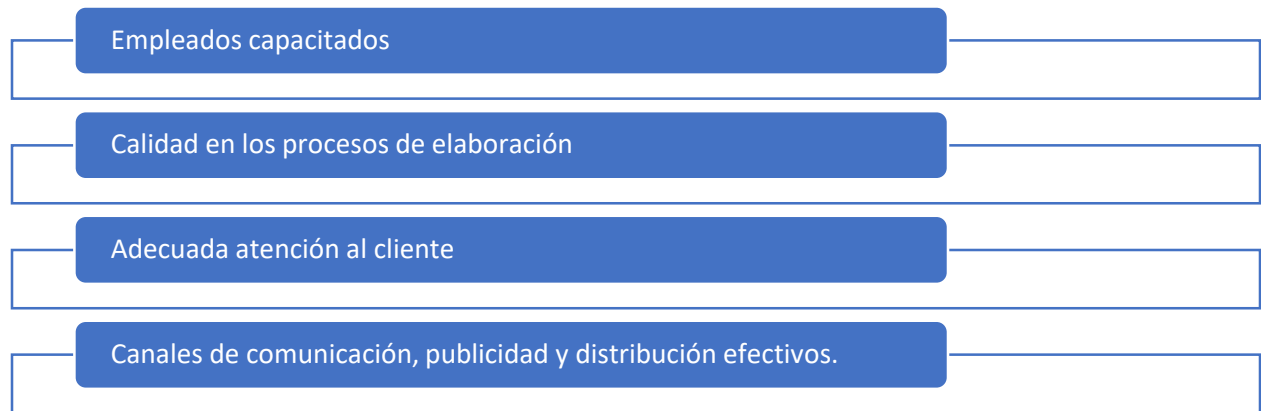 Empleados capacitados
Calidad en los procesos de elaboración
Adecuada atención al cliente
Canales de comunicación, publicidad y distribución efectivos.